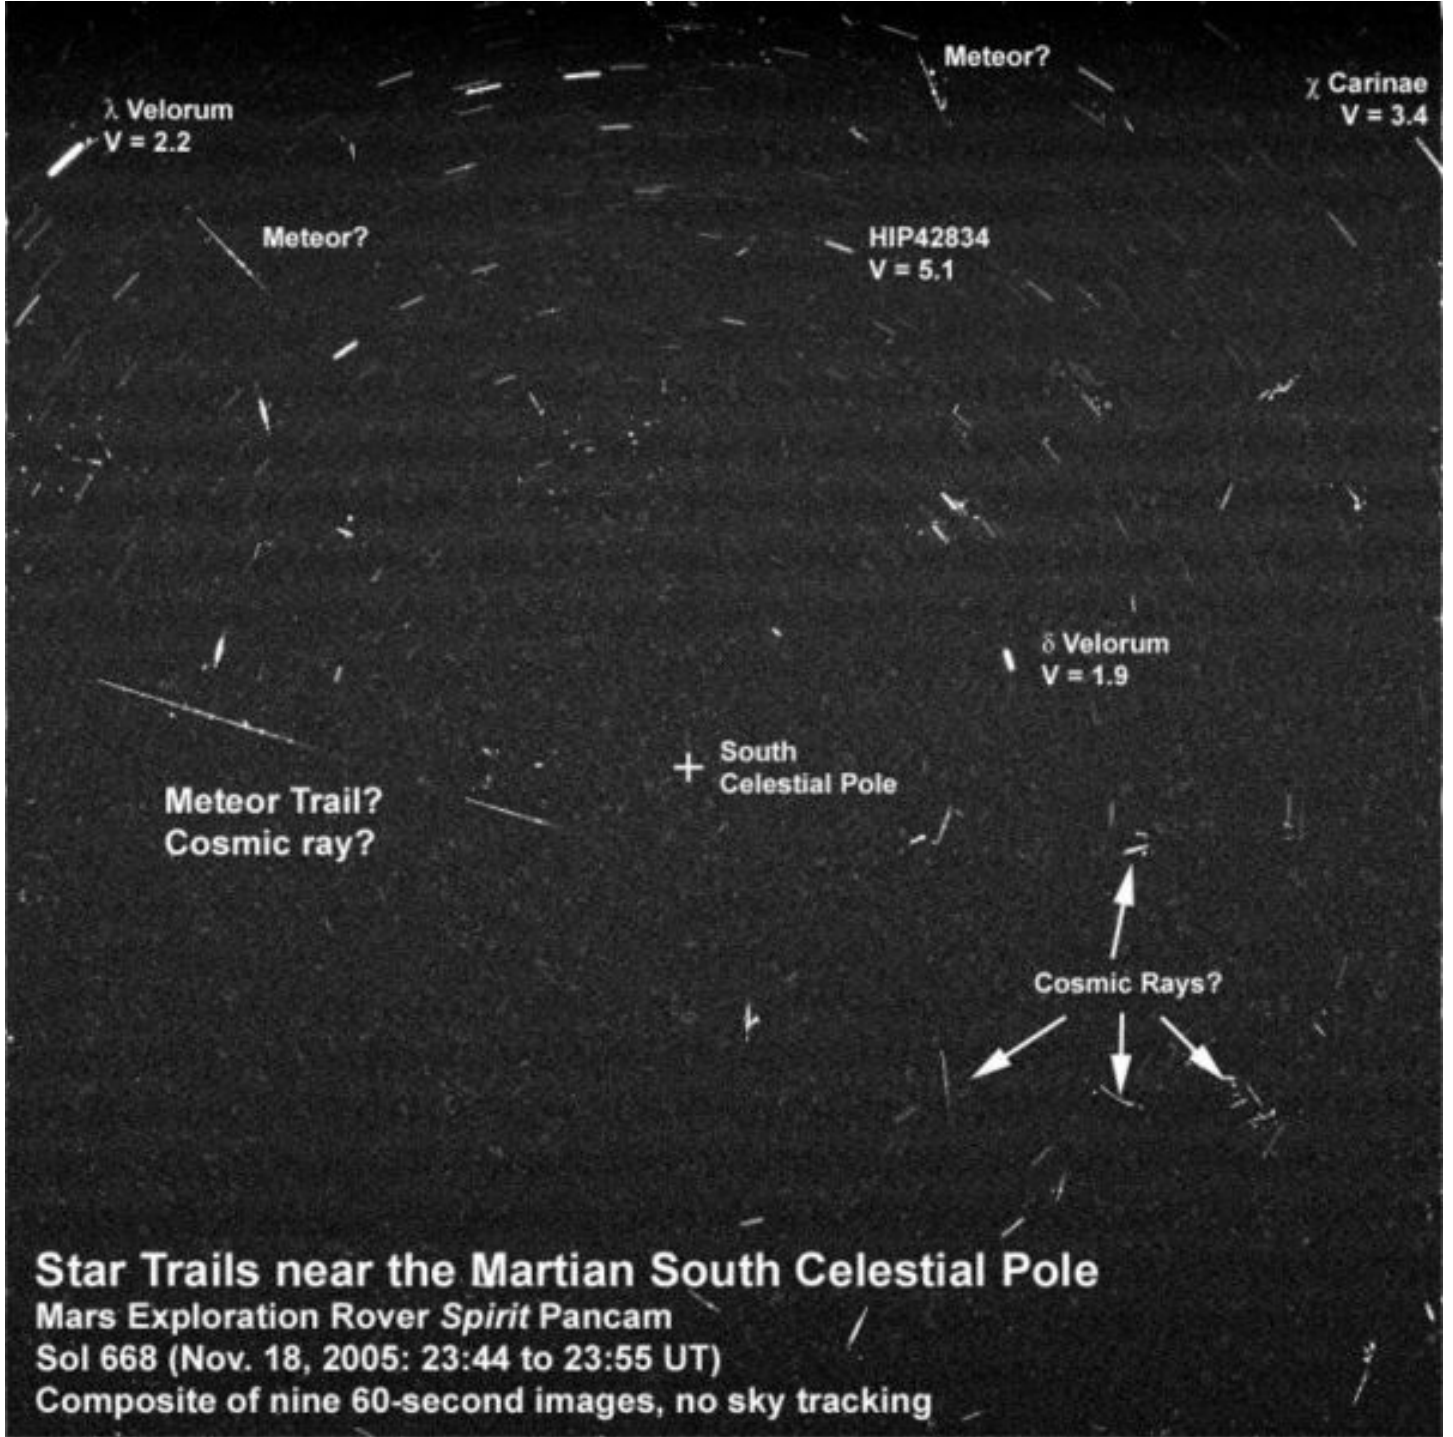 Meteor?
χ Carinae
V = 3.4
λ Velorum
V = 2.2
Meteor?
HIP42834
V = 5.1
δ Velorum
V = 1.9
South
Celestial Pole
Meteor Trail?
Cosmic ray?
Cosmic Rays?
Star Trails near the Martian South Celestial Pole
Mars Exploration Rover Spirit Pancam
Sol 668 (Nov. 18, 2005: 23:44 to 23:55 UT)
Composite of nine 60-second images, no sky tracking